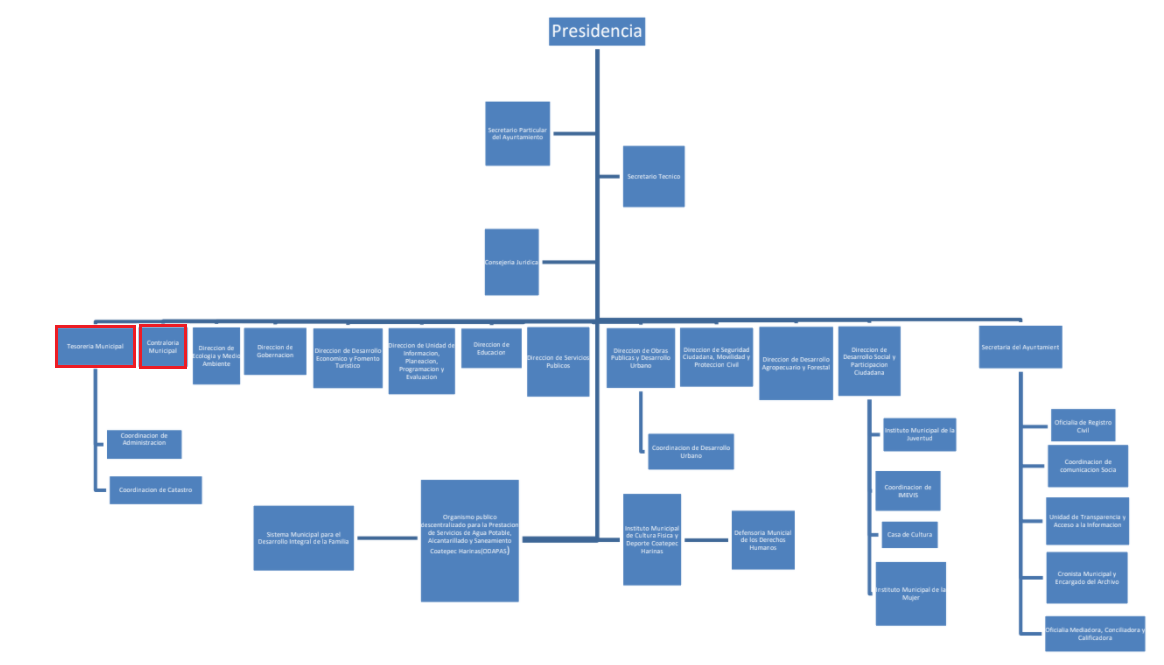 Presidencia
Secretario Particular
del Ayuntamiento
Secretario Tecnico
Consejeria Juridica
Tesoreria Municipal
Contraloria
Municipal
Direccion de
Ecologia y Medio
Ambiente
Direccion de
Gobernacion
Direccion de Desarrollo
Economico y Fomento
Turistico
Direccion de Unidad de
Informacion,
Planeacion,
Programacion y
Evaluacion
Direccion de
Educacion
Direccion de Servicios
Publicos
Direccion de Obras
Publicas y Desarrollo
Urbano
Direccion de Seguridad
Ciudadana, Movilidad y
Proteccion Civil
Direccion de Desarrollo
Agropecuario y Forestal
Direccion de
Desarrollo Social y
Participacion
Ciudadana
Secretaria del Ayuntamient
Coordinacion de
Administracion
Coordinacion de Catastro
Coordinacion de Desarrollo
Urbano
Instituto Municipal de la
Juventud
Coordinacion de
IMEVIS
Casa de Cultura
Instituto Municipal de la
Mujer
Oficialia de Registro
Civil
Coordinacion de
comunicacion Socia
Unidad de Transparencia y
Acceso a la Informacion
Cronista Municipal y
Encargado del Archivo
Oficialia Mediadora, Conciliadora y
Calificadora
Sistema Municipal para el
Desarrollo Integral de la Familia
Organismo publico
descentralizado para la Prestacion
de Servicios de Agua Potable,
Alcantarillado y Saneamiento
Coatepec Harinas(ODAPAS)
Instituto Municipal
de Cultura Fisica y
Deporte Coatepec
Harinas
Defensoria Municial
de los Derechos
Humanos